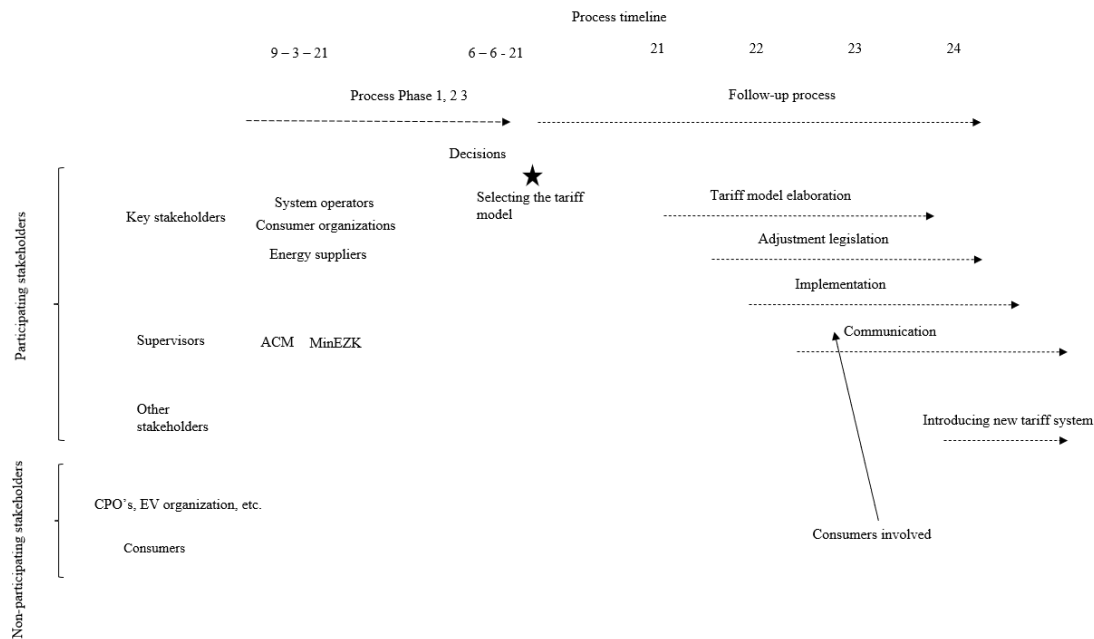 Process timeline
9 – 3 – 21
6 – 6 - 21
21
22
23
24
Process Phase 1, 2 3
Follow-up process
Decisions
Selecting the tariff
model
Participating stakeholders
Key stakeholders
System operators
Consumer organizations
Energy suppliers
Tariff model elaboration
Adjustment legislation
Implementation
Supervisors
ACM
MinEZK
Communication
Other
stakeholders
Introducing new tariff system
Non-participating stakeholders
CPO's, EV organization, etc.
Consumers
Consumers involved